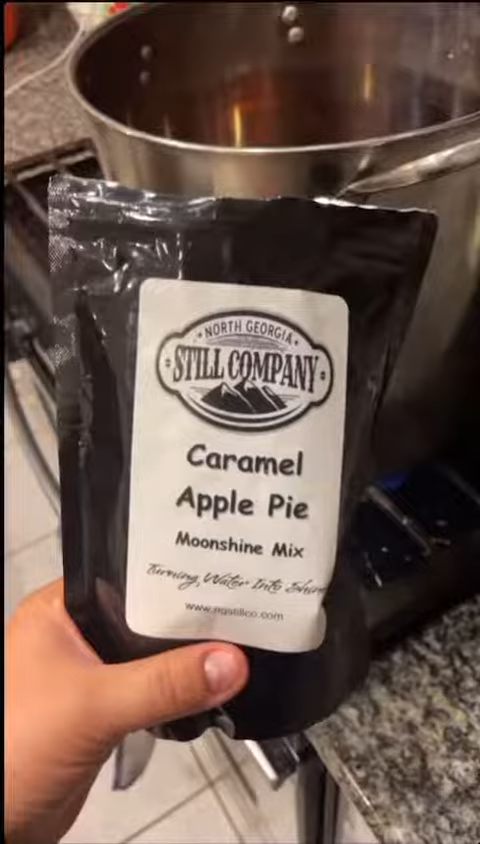 NORTH GEORGIA
STILL COMPANY
Caramel
Apple Pie
Moonshine Mix
Turning Water Into Shine
www.ngstillco.com